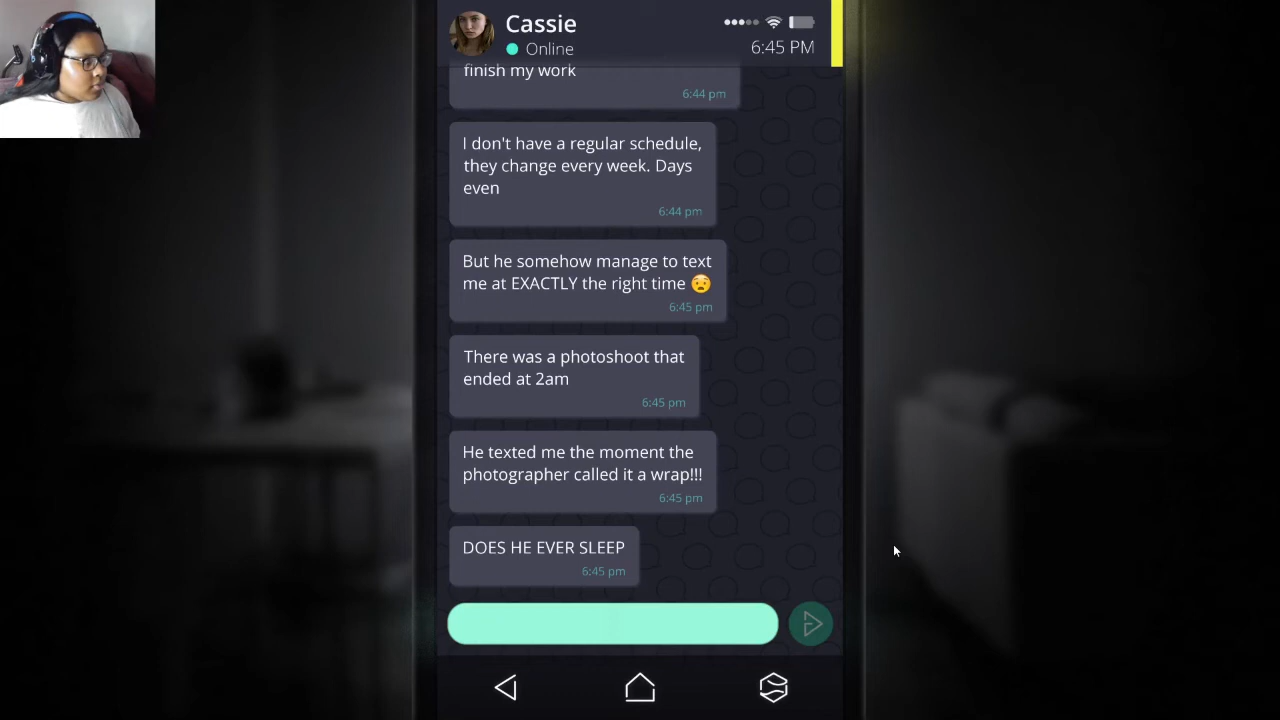 Cassie
Online
6:45 PM
finish my work
6:44 pm
I don't have a regular schedule,
they change every week. Days
even
6:44 pm
But he somehow manage to text
me at EXACTLY the right time 😧
6:45 pm
There was a photoshoot that
ended at 2am
6:45 pm
He texted me the moment the
photographer called it a wrap!!!
6:45 pm
DOES HE EVER SLEEP
6:45 pm